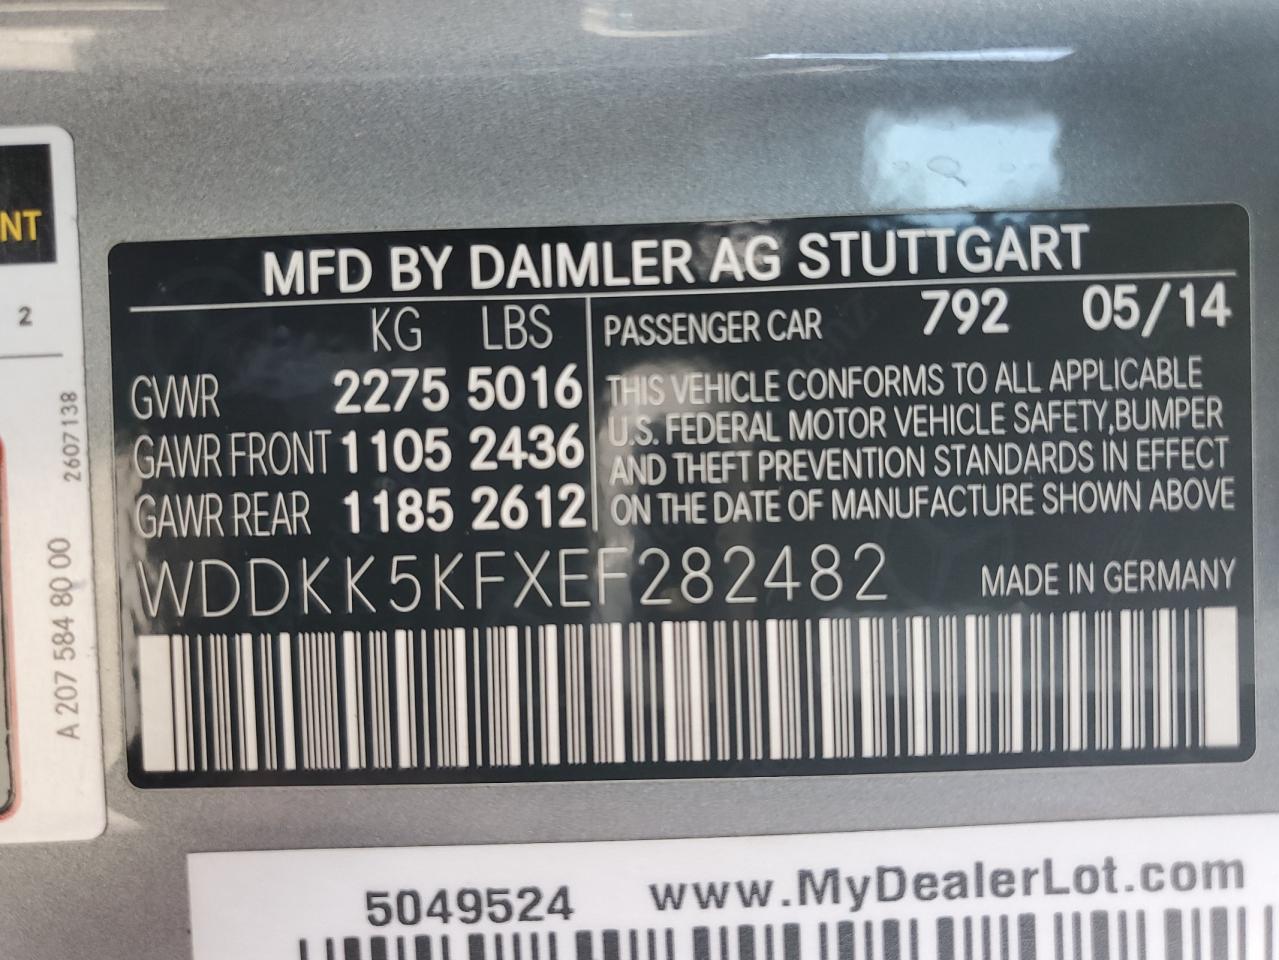 NT
2
A 207 584 80 00 2607138
MFD BY DAIMLER AG STUTTGART
KG LBS
GVWR 2275 5016
GAWR FRONT 1105 2436
GAWR REAR 1185 2612
PASSENGER CAR 792 05/14
THIS VEHICLE CONFORMS TO ALL APPLICABLE
U.S. FEDERAL MOTOR VEHICLE SAFETY,BUMPER
AND THEFT PREVENTION STANDARDS IN EFFECT
ON THE DATE OF MANUFACTURE SHOWN ABOVE
WDDKK5KFXEF282482 MADE IN GERMANY
5049524 www.MyDealerLot.com